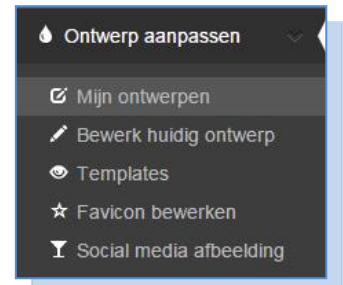 Ontwerp aanpassen
Mijn ontwerpen
Bewerk huidig ontwerp
Templates
Favicon bewerken
Social media afbeelding